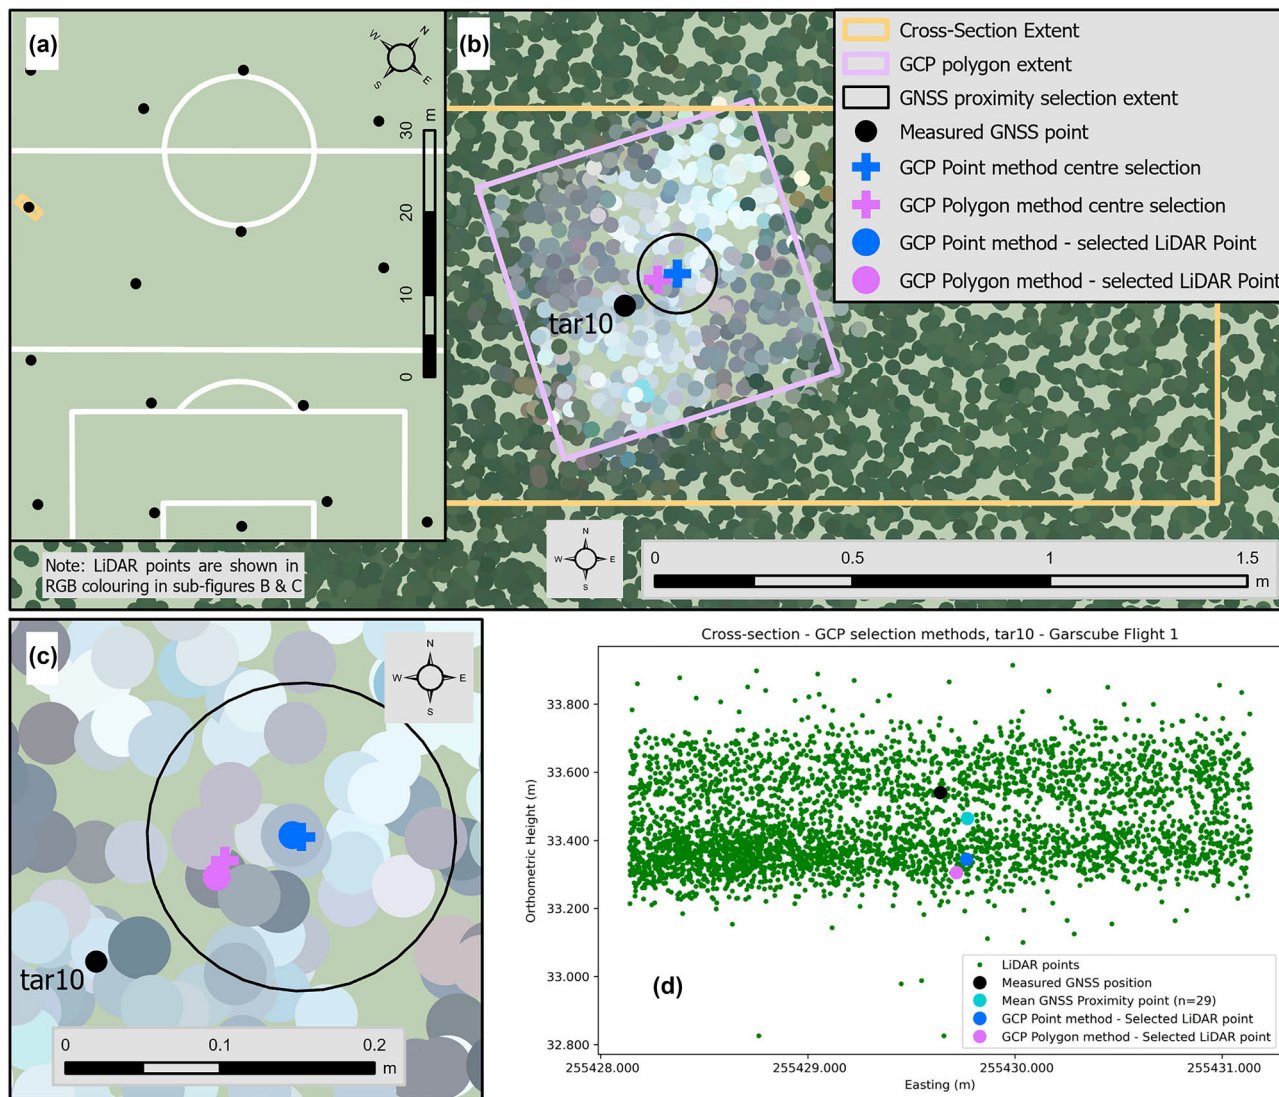 (a)
N
W
E
S
30
m
20
10
0
Note: LiDAR points are shown in
RGB colouring in sub-figures B & C
(b)
tar10
Cross-Section Extent
GCP polygon extent
GNSS proximity selection extent
Measured GNSS point
GCP Point method centre selection
GCP Polygon method centre selection
GCP Point method - selected LiDAR Point
GCP Polygon method - selected LiDAR Point
N
W E
S
0 0.5 1 1.5
m
(c)
N
W E
S
tar10
0 0.1 0.2
m
Cross-section - GCP selection methods, tar10 - Garscube Flight 1
Orthometric Height (m)
33.800
33.600
33.400
33.200
33.000
32.800
(d)
LiDAR points
Measured GNSS position
Mean GNSS Proximity point (n=29)
GCP Point method - Selected LiDAR point
GCP Polygon method - Selected LiDAR point
255428.000 255429.000 255430.000 255431.000
Easting (m)